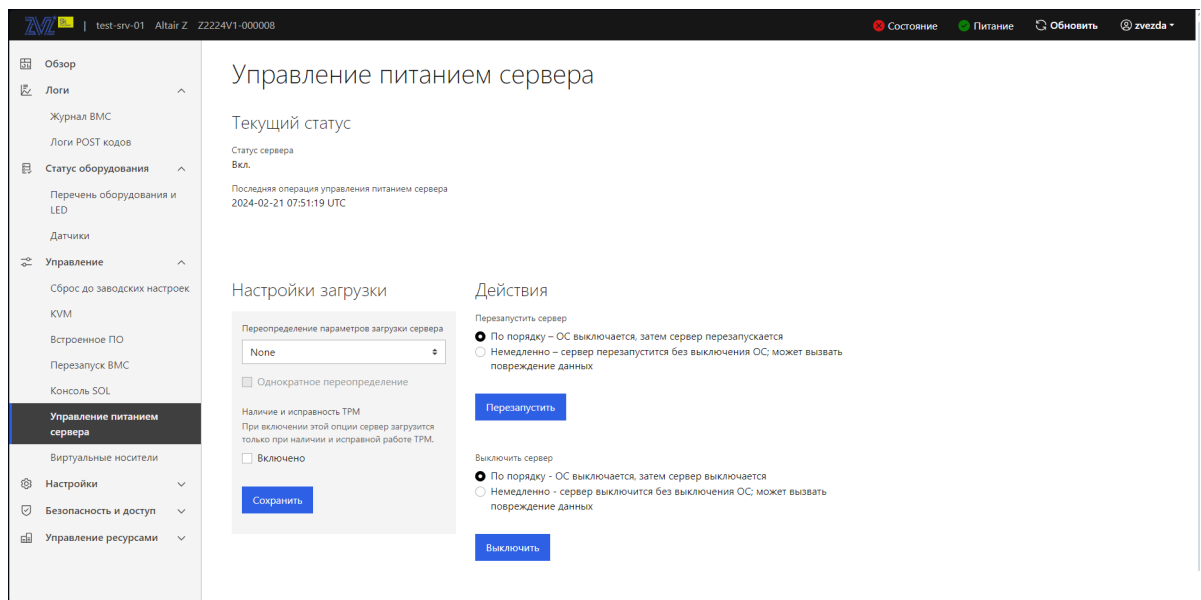 ZVZ
test-srv-01 Altair Z Z2224V1-000008
Состояние
Питание
Обновить
zvezda
Обзор
Логи
Журнал BMC
Логи POST кодов
Статус оборудования
Перечень оборудования и
LED
Датчики
Управление
Сброс до заводских настроек
KVM
Встроенное ПО
Перезапуск BMC
Консоль SOL
Управление питанием
сервера
Виртуальные носители
Настройки
Безопасность и доступ
Управление ресурсами
Управление питанием сервера
Текущий статус
Статус сервера
Вкл.
Последняя операция управления питанием сервера
2024-02-21 07:51:19 UTC
Настройки загрузки
Переопределение параметров загрузки сервера
None
Однократное переопределение
Наличие и исправность TPM
При включении этой опции сервер загрузится
только при наличии и исправной работе TPM.
Включено
Сохранить
Действия
Перезапустить сервер
По порядку – ОС выключается, затем сервер перезапускается
Немедленно – сервер перезапустится без выключения ОС; может вызвать
повреждение данных
Перезапустить
Выключить сервер
По порядку - ОС выключается, затем сервер выключается
Немедленно - сервер выключится без выключения ОС; может вызвать
повреждение данных
Выключить